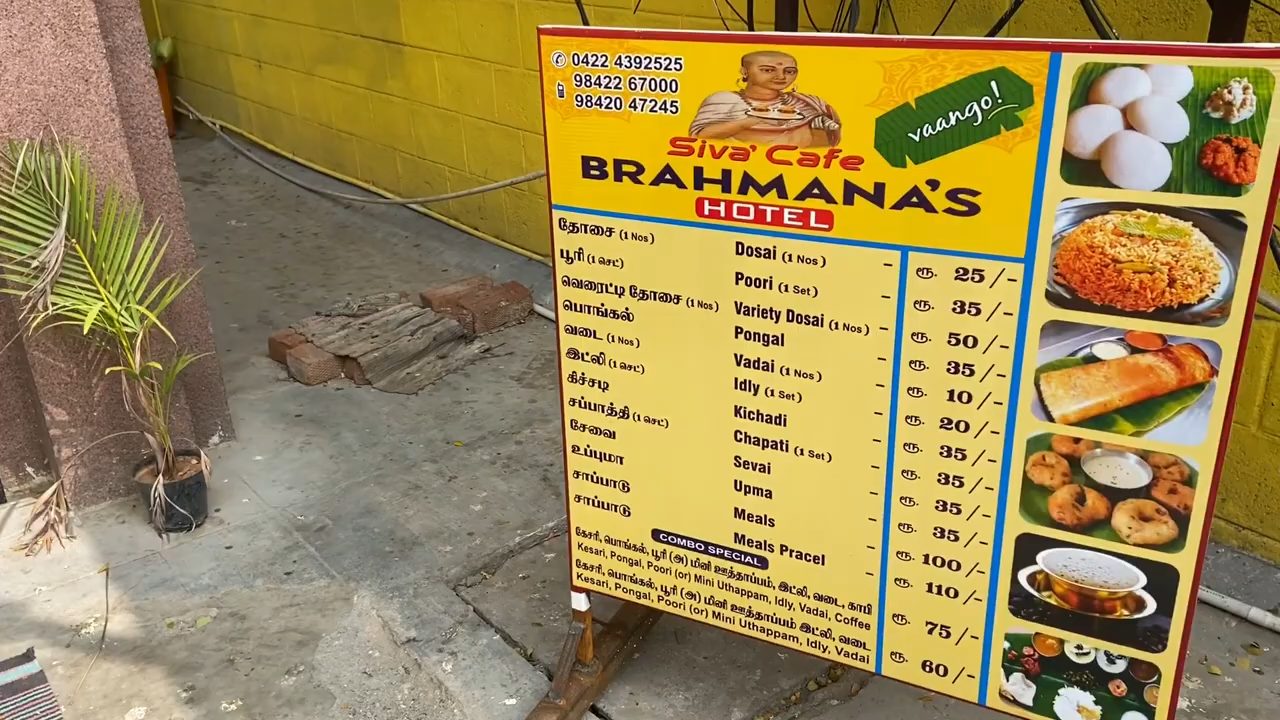 0422 4392525
98422 67000
98420 47245
vaango!
Siva' Cafe
BRAHMANA'S
HOTEL
தோசை (1 Nos) Dosai (1 Nos) - ரூ. 25/-
பூரி (1 செட்) Poori (1 Set) - ரூ. 35/-
வெரைட்டி தோசை (1 Nos) Variety Dosai (1 Nos) - ரூ. 50/-
பொங்கல் Pongal - ரூ. 35/-
வடை (1 Nos) Vadai (1 Nos) - ரூ. 10/-
இட்லி (1 செட்) Idly (1 Set) - ரூ. 20/-
கிச்சடி Kichadi - ரூ. 35/-
சப்பாத்தி (1 செட்) Chapati (1 Set) - ரூ. 35/-
சேவை Sevai - ரூ. 35/-
உப்புமா Upma - ரூ. 35/-
சாப்பாடு Meals - ரூ. 100/-
சாப்பாடு Meals Pracel - ரூ. 110/-
COMBO SPECIAL
கேசரி, பொங்கல், பூரி (அ) மினி ஊத்தாப்பம், இட்லி, வடை, காபி
Kesari, Pongal, Poori (or) Mini Uthappam, Idly, Vadai, Coffee ரூ. 75/-
கேசரி, பொங்கல், பூரி (அ) மினி ஊத்தாப்பம் இட்லி, வடை
Kesari, Pongal, Poori (or) Mini Uthappam, Idly, Vadai ரூ. 60/-